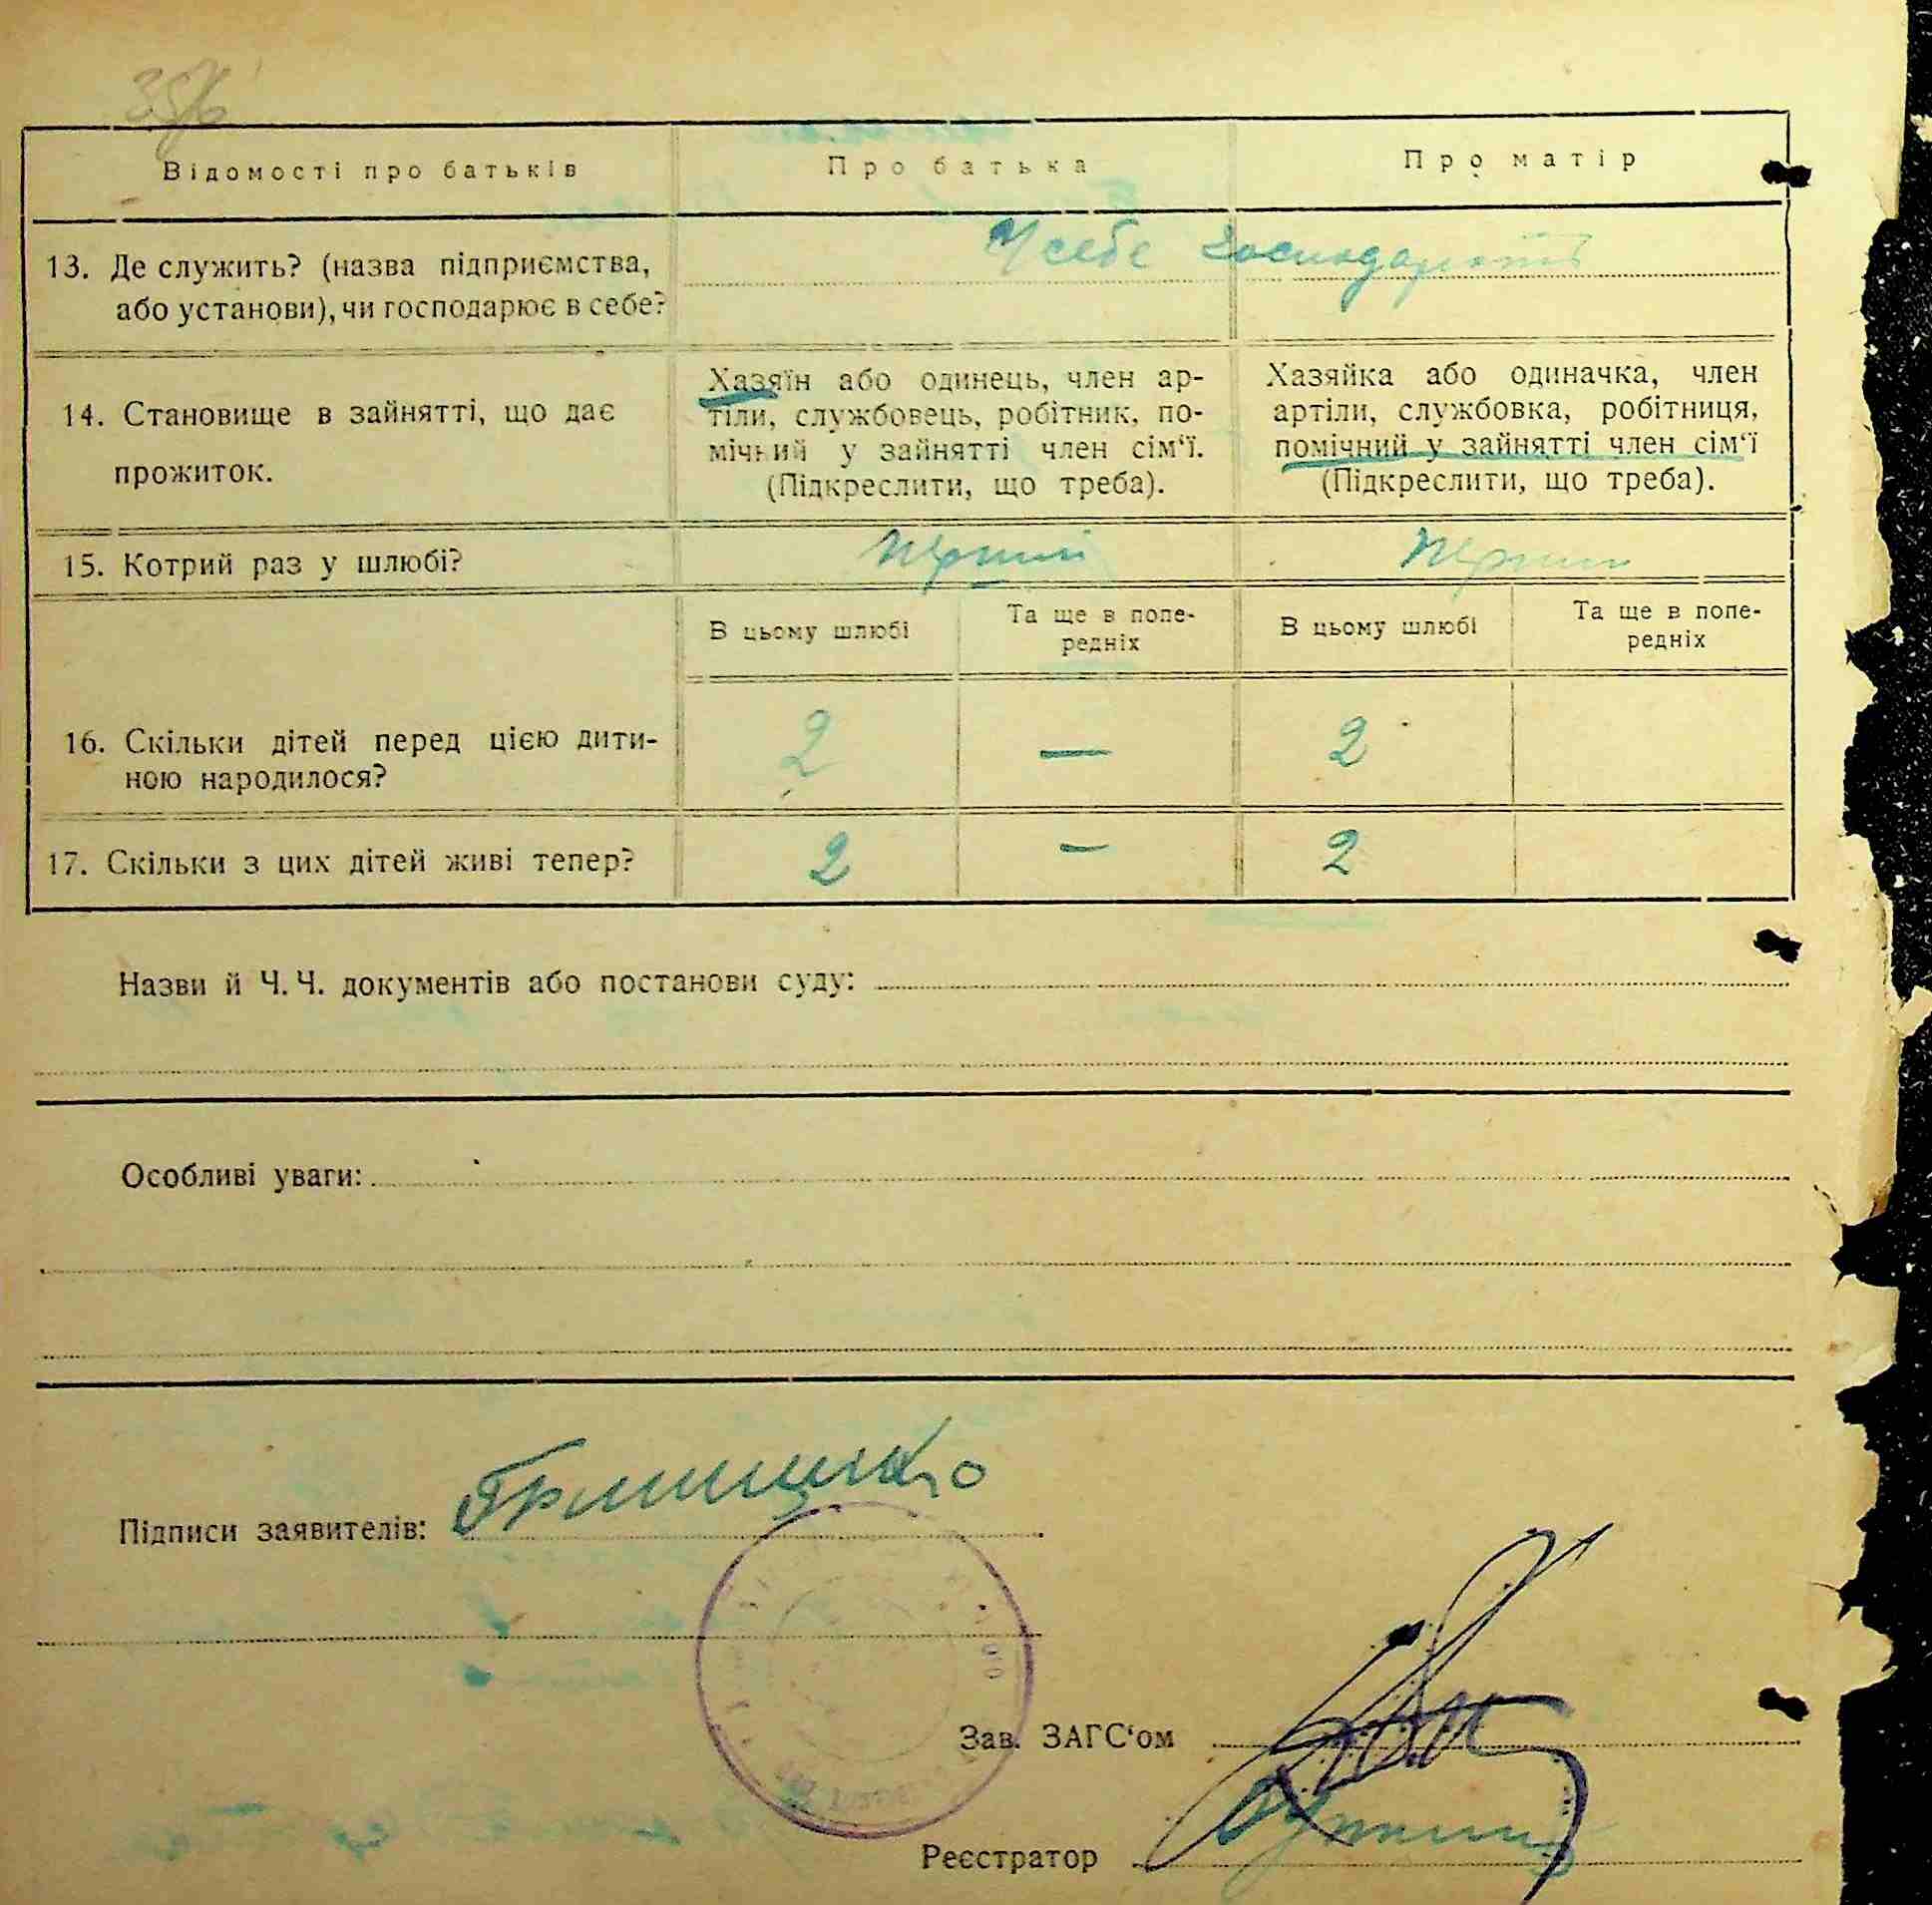 Відомості про батьків
Про батька
Про матір
13. Де служить? (назва підприємства,
або установи), чи господарює в себе?
У себе
14. Становище в зайнятті, що дає
прожиток.
Хазяїн або одинець, член ар-
тіли, службовець, робітник, по-
мічний у зайнятті член сім‘ї.
(Підкреслити, що треба).
Хазяйка або одиначка, член
артіли, службовка, робітниця,
помічний у зайнятті член сім‘ї
(Підкреслити, що треба).
15. Котрий раз у шлюбі?
В цьому шлюбі
Та ще в попе-
редніх
В цьому шлюбі
Та ще в попе-
редніх
16. Скільки дітей перед цією дити-
ною народилося?
2 — 2
17. Скільки з цих дітей живі тепер?
2 — 2
Назви й Ч. Ч. документів або постанови суду:
Особливі уваги:
Підписи заявителів:
Зав. ЗАГС‘ом
Реєстратор